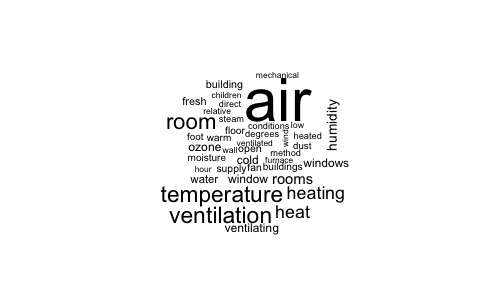 mechanical
building
air
children
fresh
direct
relative
humidity
room
steam
conditions
low
floor
degrees
wind
heated
foot
warm
ventilated
dust
ozone
wall
open
method
moisture
cold
furnace
windows
hour
supply
fan
buildings
water
window
rooms
temperature
heating
ventilation
heat
ventilating